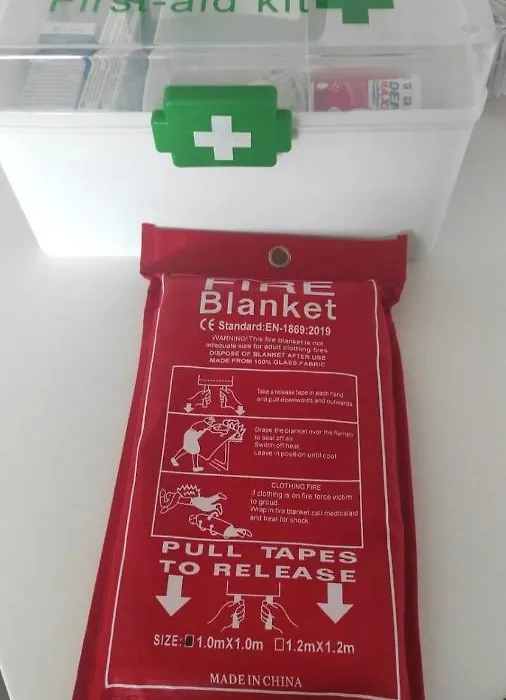 First-aid kit
FIRE
Blanket
CE Standard:EN-1869:2019
WARNING!This fire blanket is not
adequate size for adult clothing fires
DISPOSE OF BLANKET AFTER USE
MADE FROM 100% GLASS FABRIC
Take a release tape in each hand
and pull downwards and outwards
Drape the blanket over the flames
to seal off air
Switch off heat
Leave in position until cool
CLOTHING FIRE
If clothing is on fire force victim
to groud.
Wrap in fire blanket.call medicalaid
and treat for shock.
PULL TAPES
TO RELEASE
SIZE: 1.0mX1.0m 1.2mX1.2m
MADE IN CHINA